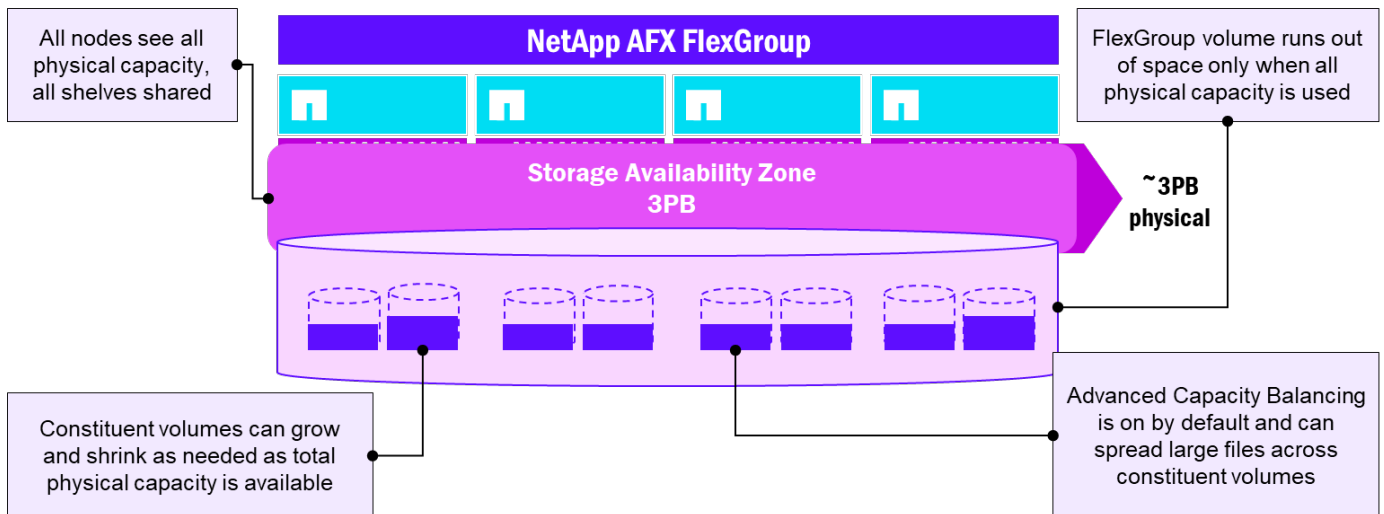 All nodes see all
physical capacity,
all shelves shared
NetApp AFX FlexGroup
FlexGroup volume runs out
of space only when all
physical capacity is used
Storage Availability Zone
3PB
~3PB
physical
Constituent volumes can grow
and shrink as needed as total
physical capacity is available
Advanced Capacity Balancing
is on by default and can
spread large files across
constituent volumes